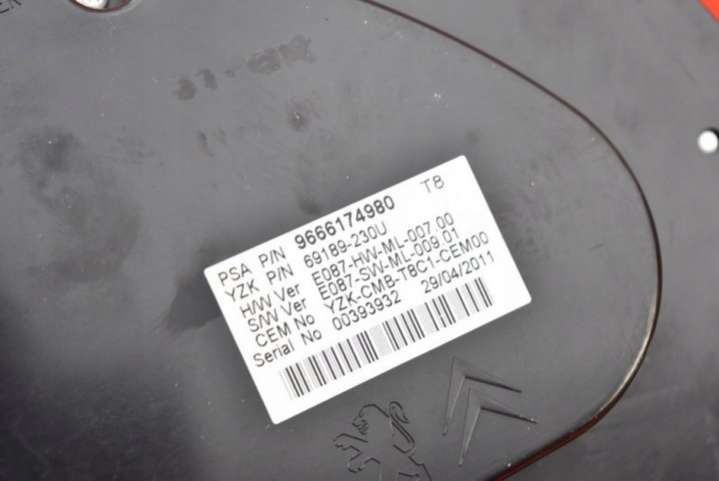 T8
PSA P/N 9666174980
YZK P/N 69189-230U
H/W Ver E087-HW-ML-007.00
S/W Ver E087-SW-ML-009.01
CEM No YZK-CMB-T8C1-CEM00
Serial No 00393932 29/04/2011